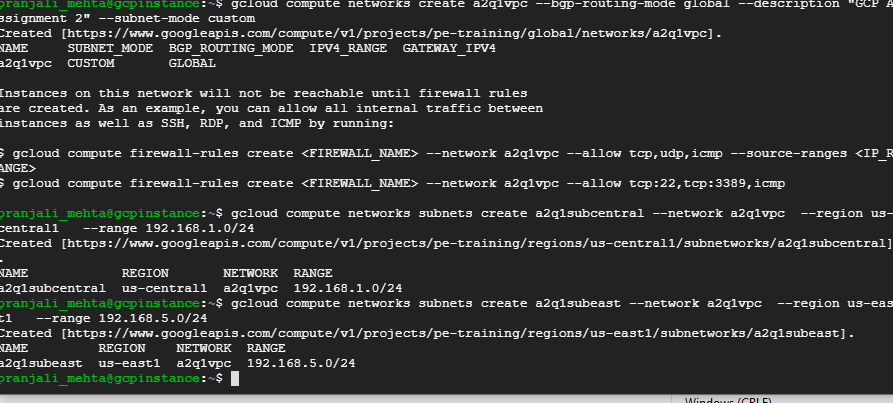 pranjali_mehta@gcpinstance:~$ gcloud compute networks create a2q1vpc --bgp-routing-mode global --description "GCP A
ssignment 2" --subnet-mode custom
Created [https://www.googleapis.com/compute/v1/projects/pe-training/global/networks/a2q1vpc].
NAME     SUBNET_MODE  BGP_ROUTING_MODE  IPV4_RANGE  GATEWAY_IPV4
a2q1vpc  CUSTOM       GLOBAL
Instances on this network will not be reachable until firewall rules
are created. As an example, you can allow all internal traffic between
instances as well as SSH, RDP, and ICMP by running:
$ gcloud compute firewall-rules create <FIREWALL_NAME> --network a2q1vpc --allow tcp,udp,icmp --source-ranges <IP_R
ANGE>
$ gcloud compute firewall-rules create <FIREWALL_NAME> --network a2q1vpc --allow tcp:22,tcp:3389,icmp
pranjali_mehta@gcpinstance:~$ gcloud compute networks subnets create a2q1subcentral --network a2q1vpc  --region us-
central1   --range 192.168.1.0/24
Created [https://www.googleapis.com/compute/v1/projects/pe-training/regions/us-central1/subnetworks/a2q1subcentral]
.
NAME            REGION       NETWORK  RANGE
a2q1subcentral  us-central1  a2q1vpc  192.168.1.0/24
pranjali_mehta@gcpinstance:~$ gcloud compute networks subnets create a2q1subeast --network a2q1vpc  --region us-eas
t1   --range 192.168.5.0/24
Created [https://www.googleapis.com/compute/v1/projects/pe-training/regions/us-east1/subnetworks/a2q1subeast].
NAME         REGION    NETWORK  RANGE
a2q1subeast  us-east1  a2q1vpc  192.168.5.0/24
pranjali_mehta@gcpinstance:~$
Windows (CRLF)